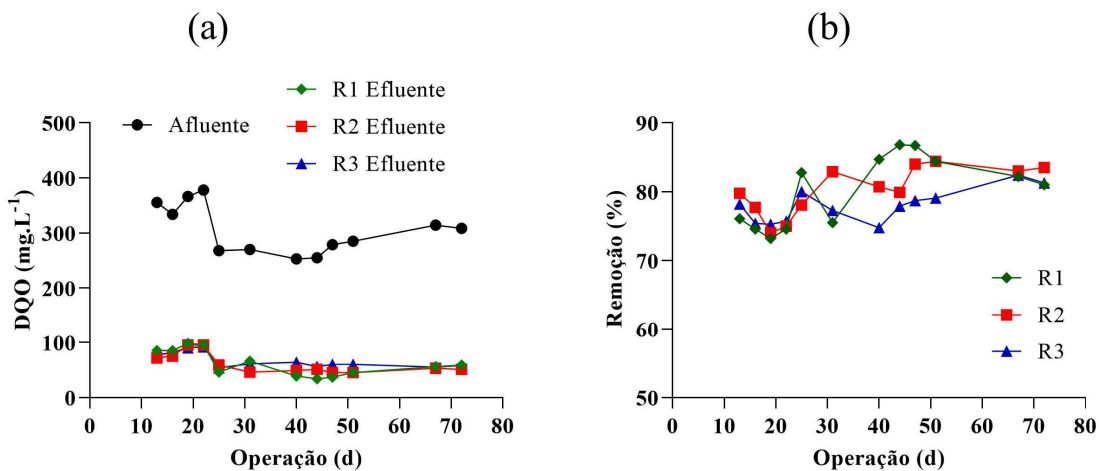 (a)
(b)
R1 Efluente
Afluente
R2 Efluente
R3 Efluente
DQO (mg.L⁻¹)
500
400
300
200
100
0
0 10 20 30 40 50 60 70 80
Operação (d)
Remoção (%)
90
80
70
60
50
R1
R2
R3
0 10 20 30 40 50 60 70 80
Operação (d)